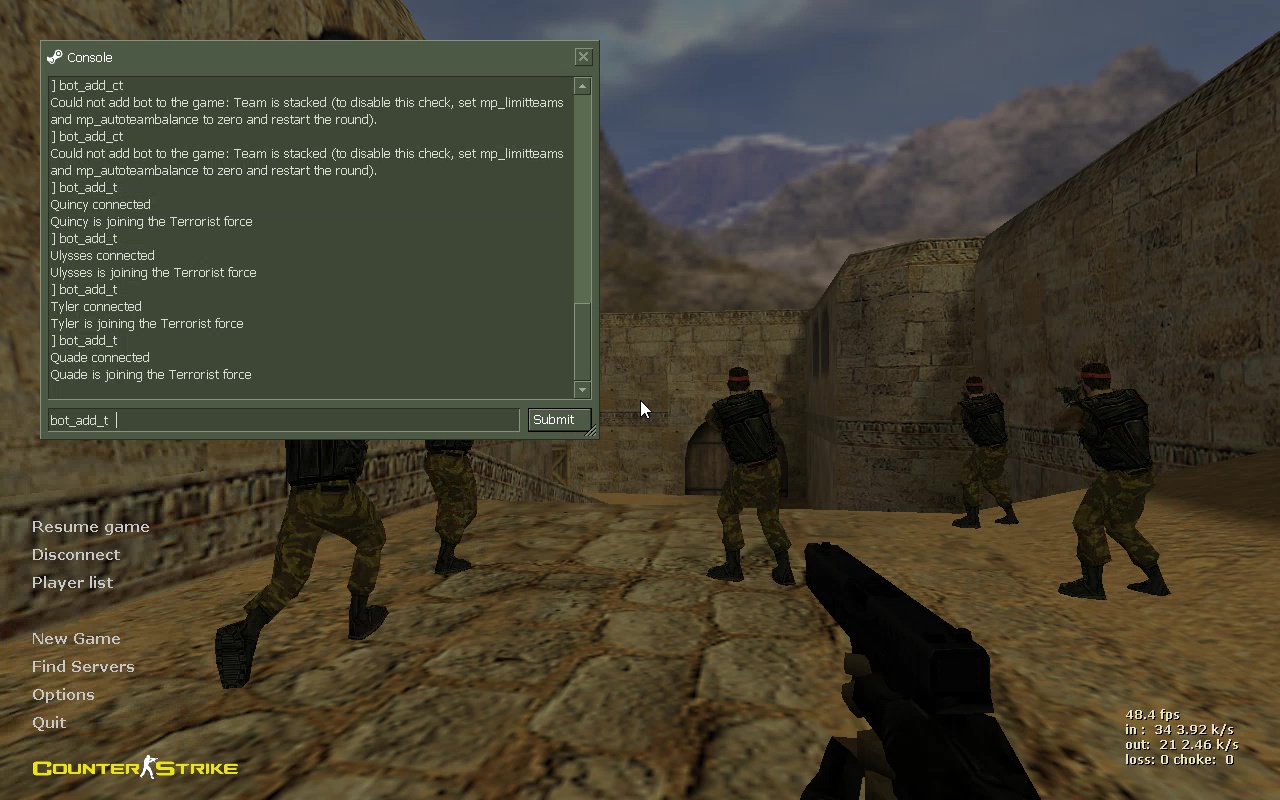 Console
] bot_add_ct
Could not add bot to the game: Team is stacked (to disable this check, set mp_limitteams
and mp_autoteambalance to zero and restart the round).
] bot_add_ct
Could not add bot to the game: Team is stacked (to disable this check, set mp_limitteams
and mp_autoteambalance to zero and restart the round).
] bot_add_t
Quincy connected
Quincy is joining the Terrorist force
] bot_add_t
Ulysses connected
Ulysses is joining the Terrorist force
] bot_add_t
Tyler connected
Tyler is joining the Terrorist force
] bot_add_t
Quade connected
Quade is joining the Terrorist force
bot_add_t
Submit
Resume game
Disconnect
Player list
New Game
Find Servers
Options
Quit
COUNTER STRIKE
48.4 fps
in : 34 3.92 k/s
out: 21 2.46 k/s
loss: 0 choke: 0